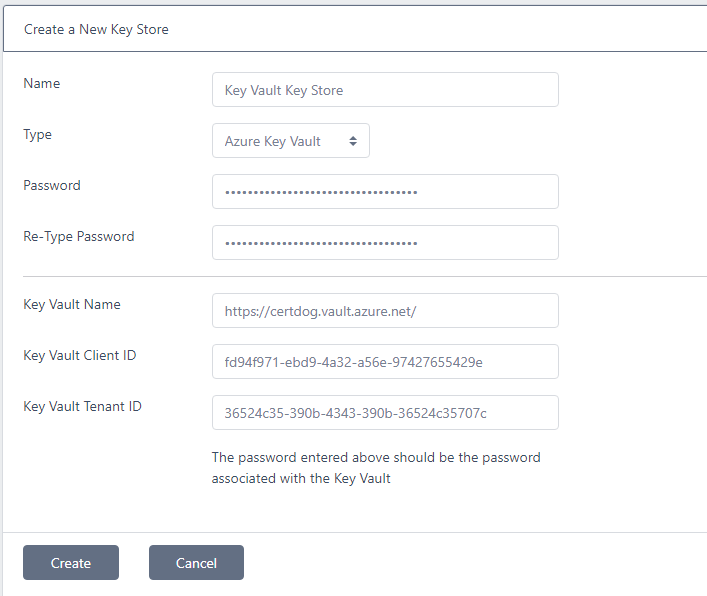 Create a New Key Store
Name
Key Vault Key Store
Type
Azure Key Vault
Password
••••••••••••••••••••••••••••••••••
Re-Type Password
••••••••••••••••••••••••••••••••••
Key Vault Name
https://certdog.vault.azure.net/
Key Vault Client ID
fd94f971-ebd9-4a32-a56e-97427655429e
Key Vault Tenant ID
36524c35-390b-4343-390b-36524c35707c
The password entered above should be the password
associated with the Key Vault
Create
Cancel